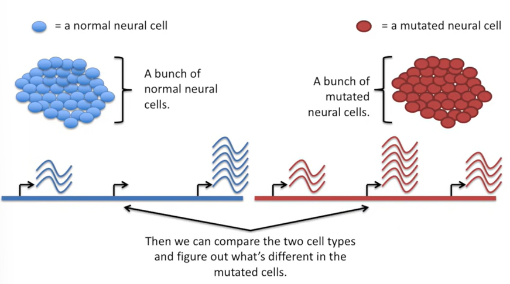 = a normal neural cell
= a mutated neural cell
A bunch of
normal neural
cells.
A bunch of
mutated
neural cells.
Then we can compare the two cell types
and figure out what's different in the
mutated cells.